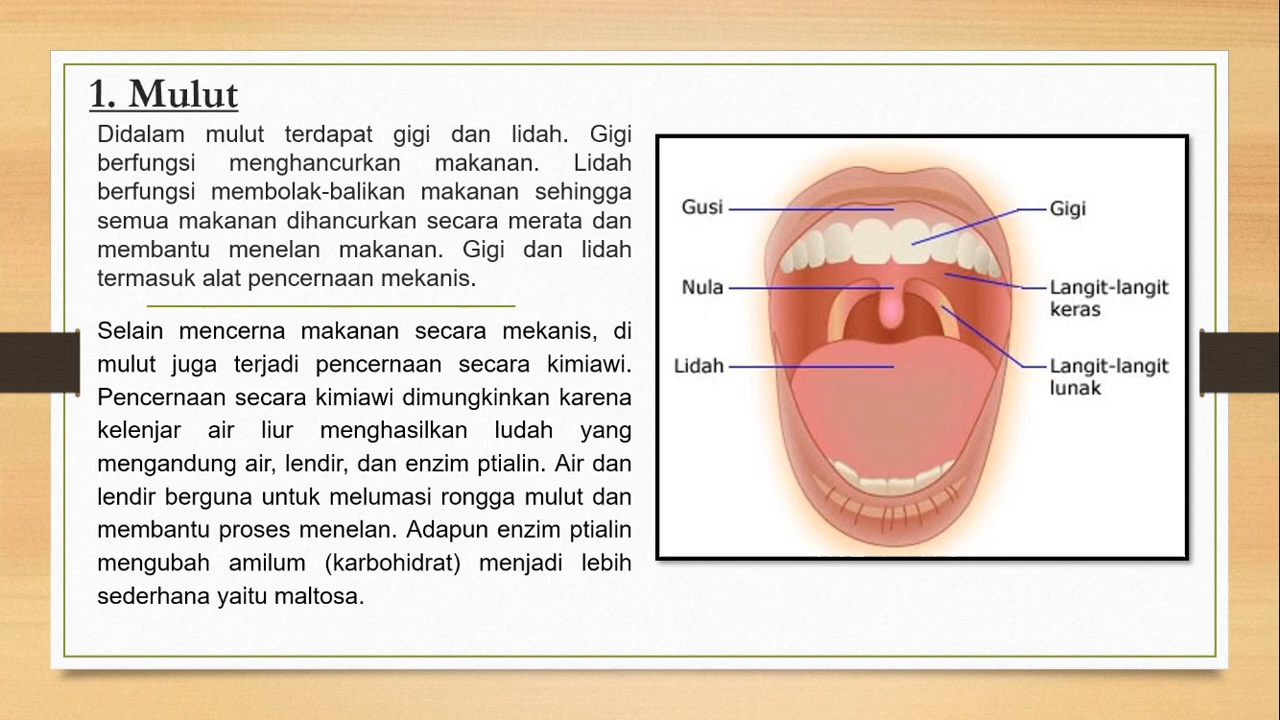 1. Mulut
Didalam mulut terdapat gigi dan lidah. Gigi
berfungsi menghancurkan makanan. Lidah
berfungsi membolak-balikan makanan sehingga
semua makanan dihancurkan secara merata dan
membantu menelan makanan. Gigi dan lidah
termasuk alat pencernaan mekanis.
Selain mencerna makanan secara mekanis, di
mulut juga terjadi pencernaan secara kimiawi.
Pencernaan secara kimiawi dimungkinkan karena
kelenjar air liur menghasilkan ludah yang
mengandung air, lendir, dan enzim ptialin. Air dan
lendir berguna untuk melumasi rongga mulut dan
membantu proses menelan. Adapun enzim ptialin
mengubah amilum (karbohidrat) menjadi lebih
sederhana yaitu maltosa.
Gusi
Nula
Lidah
Gigi
Langit-langit
keras
Langit-langit
lunak